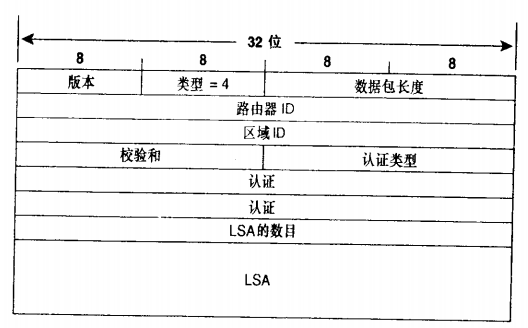 32 位
8 8 8 8
版本 类型 = 4 数据包长度
路由器 ID
区域 ID
校验和 认证类型
认证
认证
LSA的数目
LSA